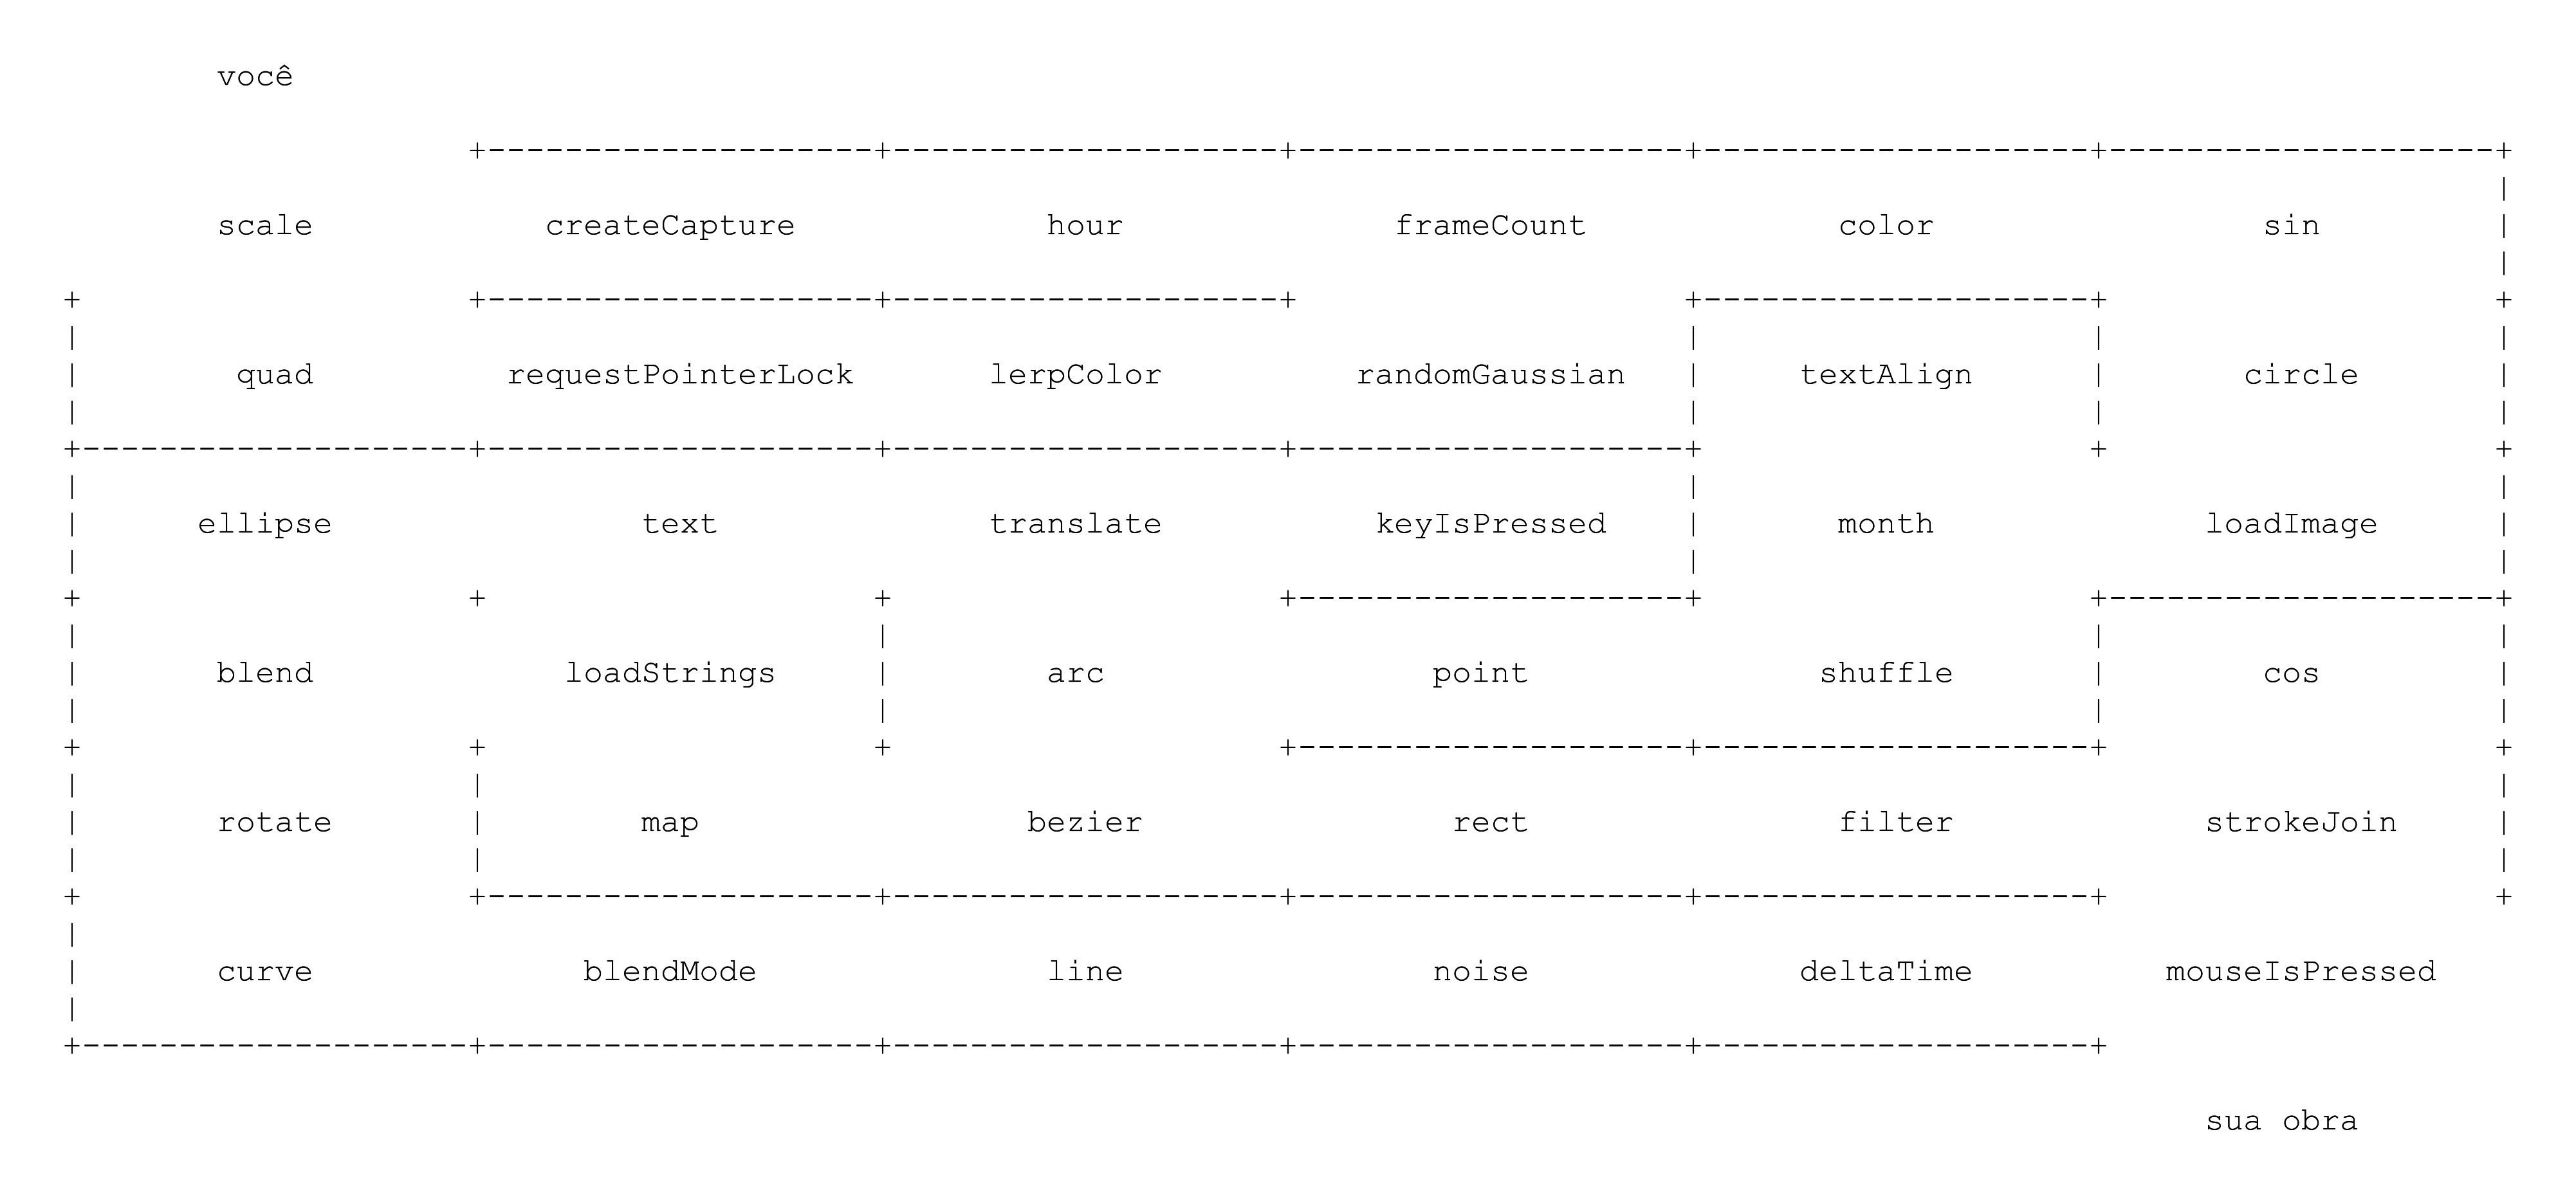 você
scale createCapture hour frameCount color sin
quad requestPointerLock lerpColor randomGaussian textAlign circle
ellipse text translate keyIsPressed month loadImage
blend loadStrings arc point shuffle cos
rotate map bezier rect filter strokeJoin
curve blendMode line noise deltaTime mouseIsPressed
sua obra